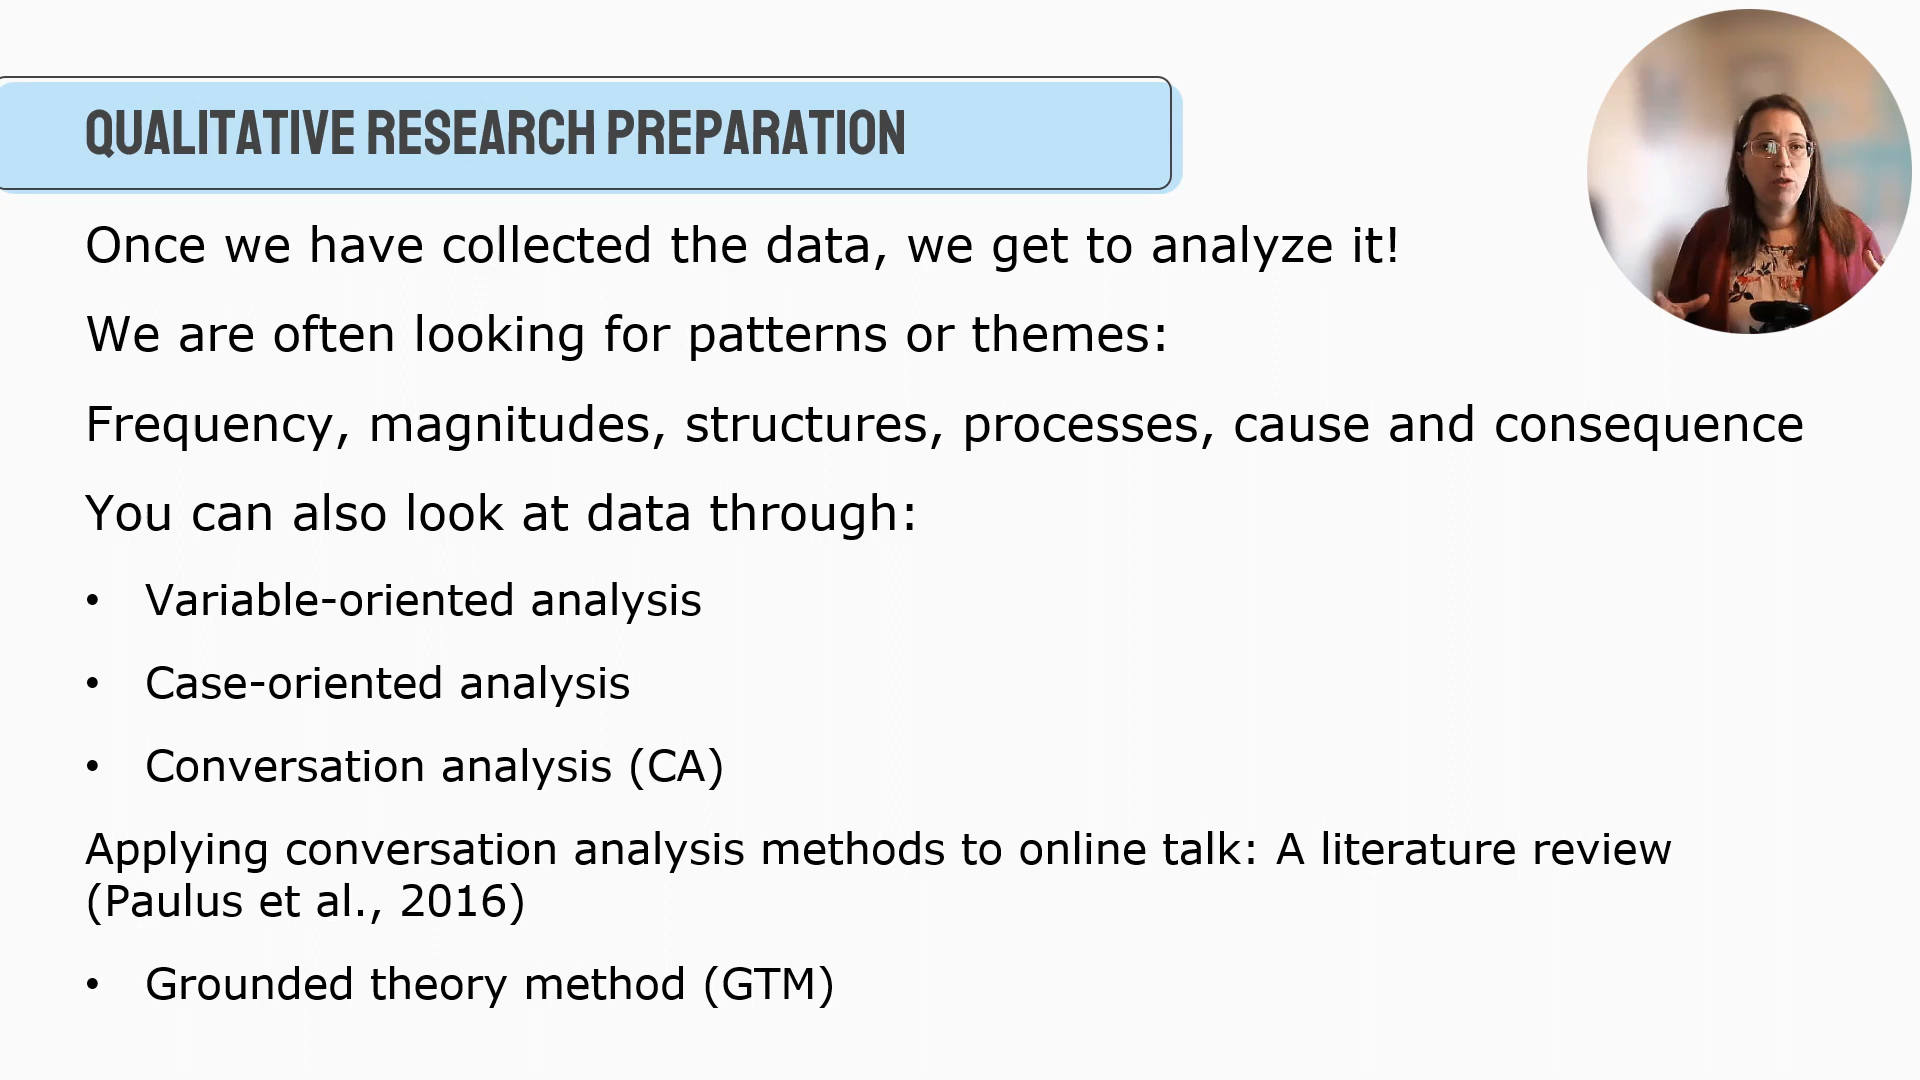 QUALITATIVE RESEARCH PREPARATION
Once we have collected the data, we get to analyze it!
We are often looking for patterns or themes:
Frequency, magnitudes, structures, processes, cause and consequence
You can also look at data through:
• Variable-oriented analysis
• Case-oriented analysis
• Conversation analysis (CA)
Applying conversation analysis methods to online talk: A literature review
(Paulus et al., 2016)
• Grounded theory method (GTM)